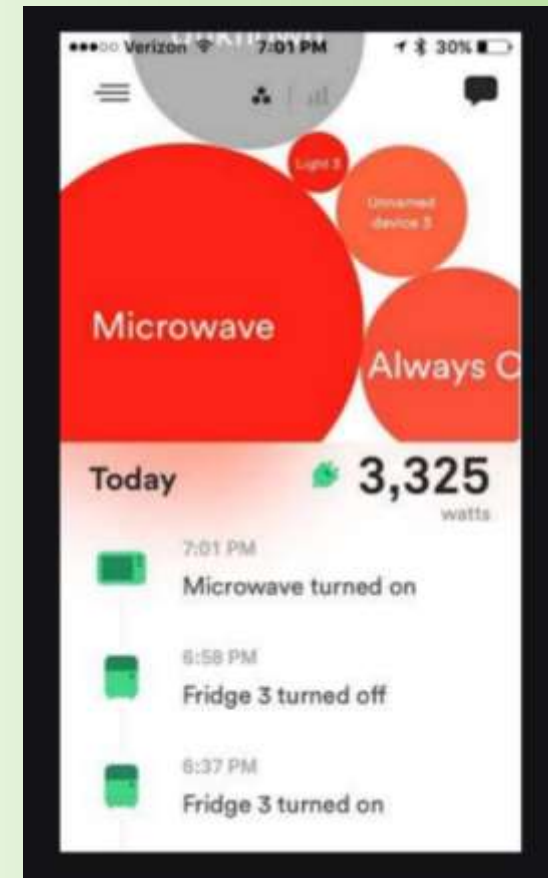 Verizon 7:01 PM 30%
Unknown
Light 3
Unnamed
device 3
Microwave
Always O
Today 3,325
watts
7:01 PM
Microwave turned on
6:58 PM
Fridge 3 turned off
6:37 PM
Fridge 3 turned on